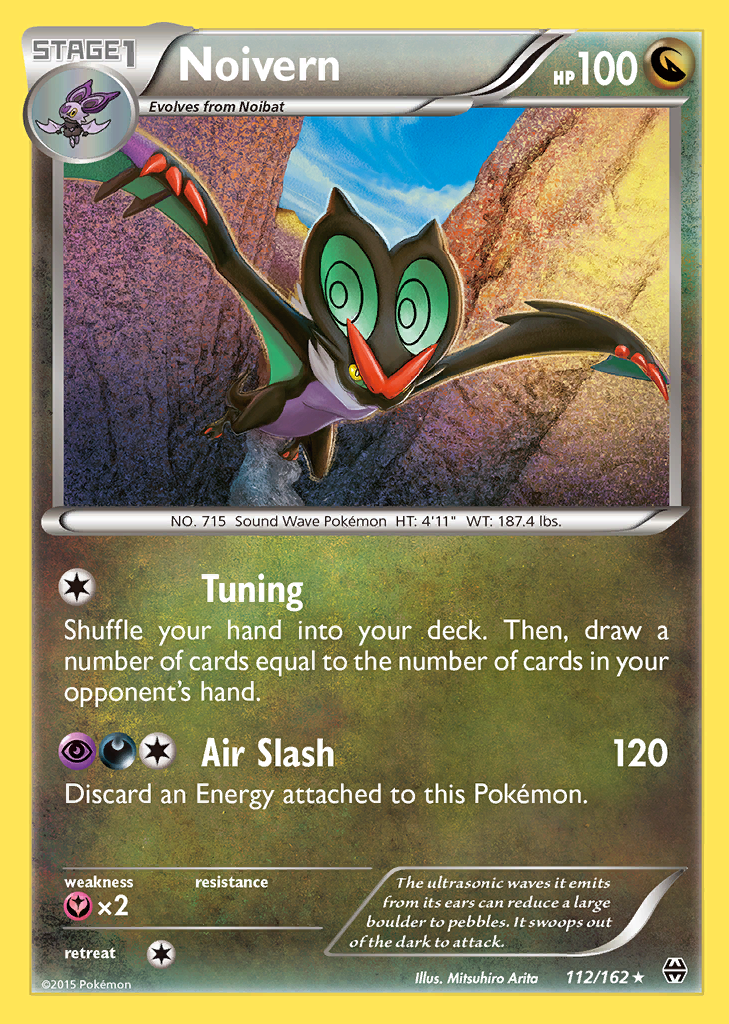 STAGE1
Noivern
HP100
Evolves from Noibat
NO. 715 Sound Wave Pokémon HT: 4'11" WT: 187.4 lbs.
Tuning
Shuffle your hand into your deck. Then, draw a
number of cards equal to the number of cards in your
opponent's hand.
Air Slash 120
Discard an Energy attached to this Pokémon.
weakness resistance
×2
The ultrasonic waves it emits
from its ears can reduce a large
boulder to pebbles. It swoops out
of the dark to attack.
retreat
Illus. Mitsuhiro Arita 112/162 ★
©2015 Pokémon